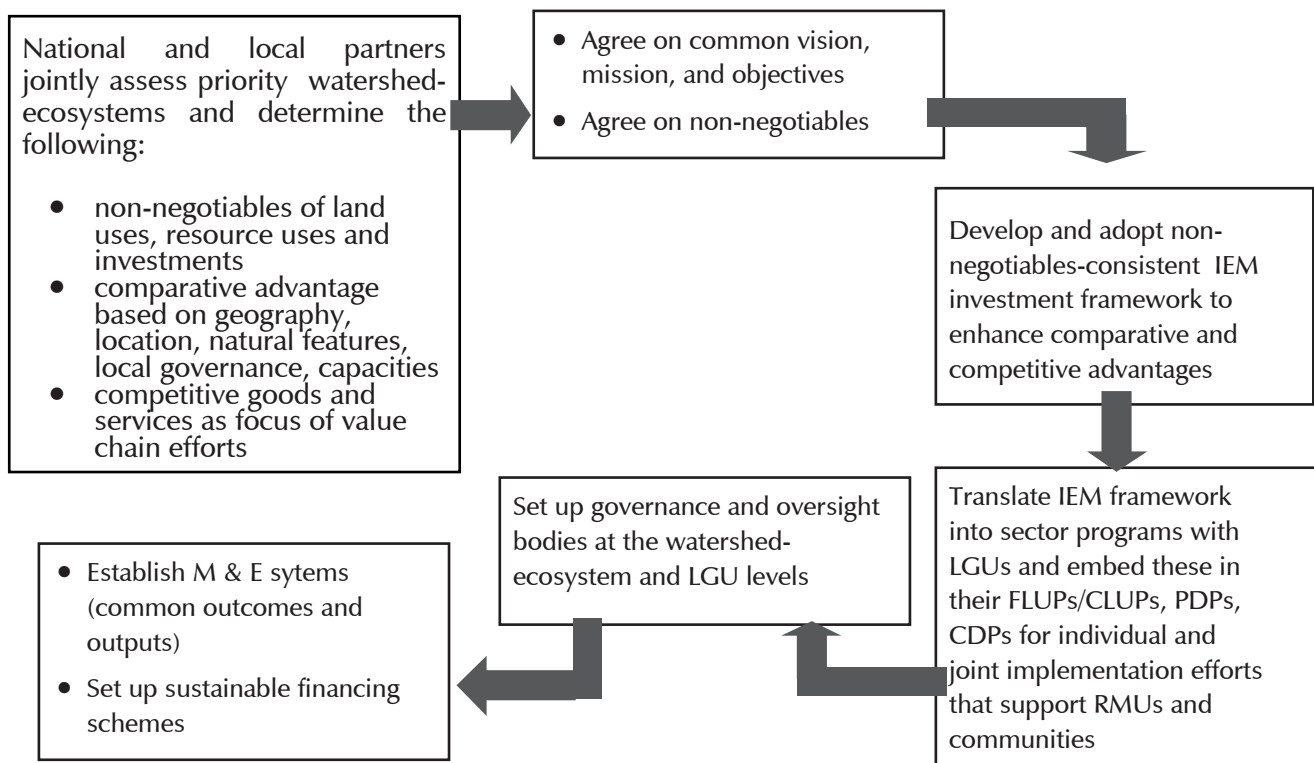 National and local partners
jointly assess priority watershed-
ecosystems and determine the
following:
• non-negotiables of land
uses, resource uses and
investments
• comparative advantage
based on geography,
location, natural features,
local governance, capacities
• competitive goods and
services as focus of value
chain efforts
• Agree on common vision,
mission, and objectives
• Agree on non-negotiables
Develop and adopt non-
negotiables-consistent IEM
investment framework to
enhance comparative and
competitive advantages
Translate IEM framework
into sector programs with
LGUs and embed these in
their FLUPs/CLUPs, PDPs,
CDPs for individual and
joint implementation efforts
that support RMUs and
communities
Set up governance and oversight
bodies at the watershed-
ecosystem and LGU levels
• Establish M & E sytems
(common outcomes and
outputs)
• Set up sustainable financing
schemes